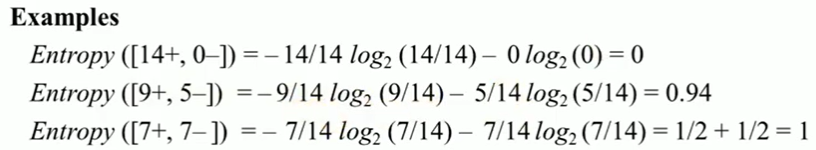 Examples
Entropy ([14+, 0–]) = – 14/14 log₂ (14/14) – 0 log₂ (0) = 0
Entropy ([9+, 5–]) = – 9/14 log₂ (9/14) – 5/14 log₂ (5/14) = 0.94
Entropy ([7+, 7– ]) = – 7/14 log₂ (7/14) – 7/14 log₂ (7/14) = 1/2 + 1/2 = 1